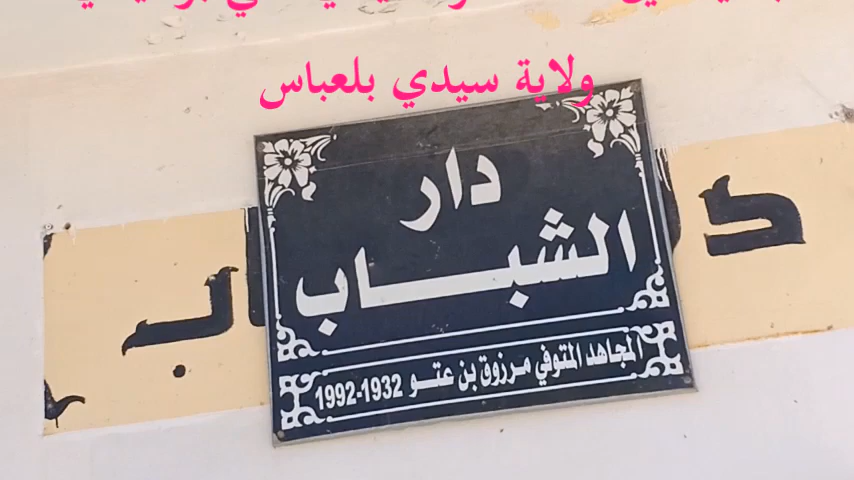 ولاية سيدي بلعباس
دار
الشباب
المجاهد المتوفي مرزوق بن عتو 1932-1992